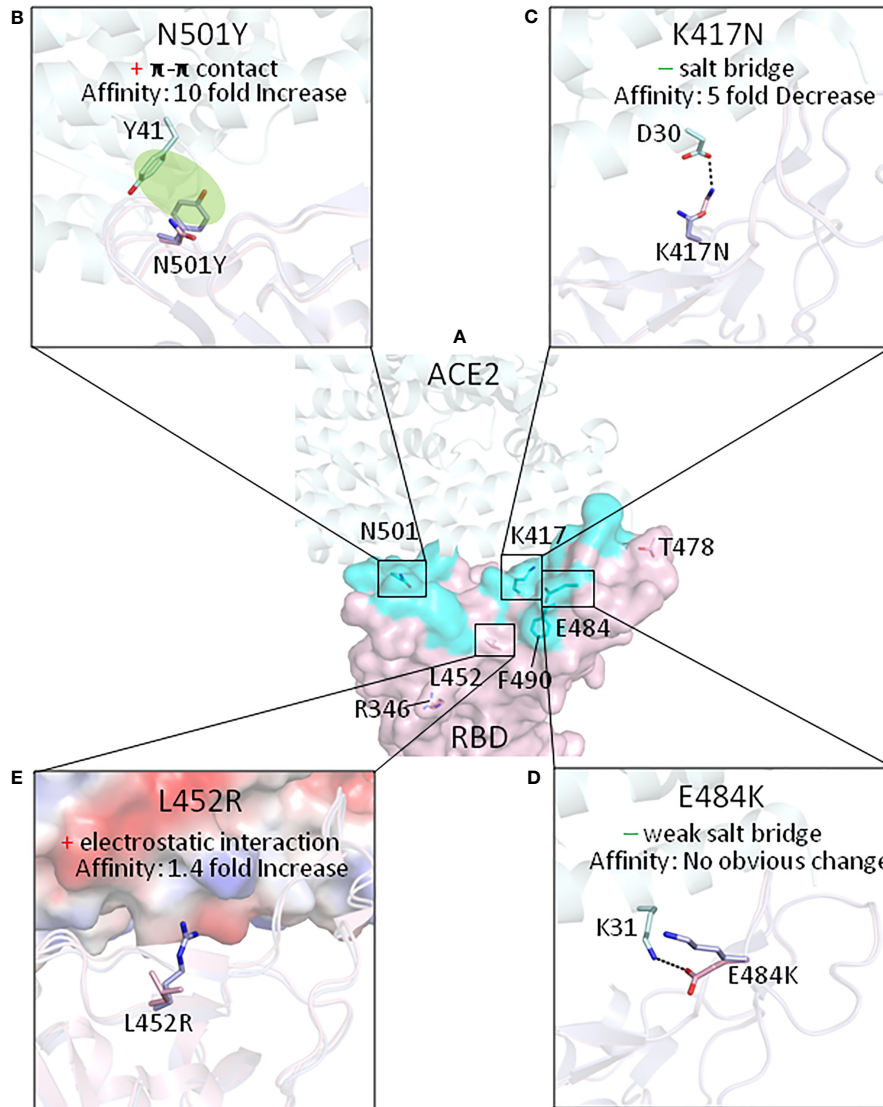 B
N501Y
+ π-π contact
Affinity: 10 fold Increase
Y41
N501Y
C
K417N
– salt bridge
Affinity: 5 fold Decrease
D30
K417N
A
ACE2
N501
K417
T478
E484
L452
F490
R346
RBD
E
L452R
+ electrostatic interaction
Affinity: 1.4 fold Increase
L452R
D
E484K
– weak salt bridge
Affinity: No obvious change
K31
E484K